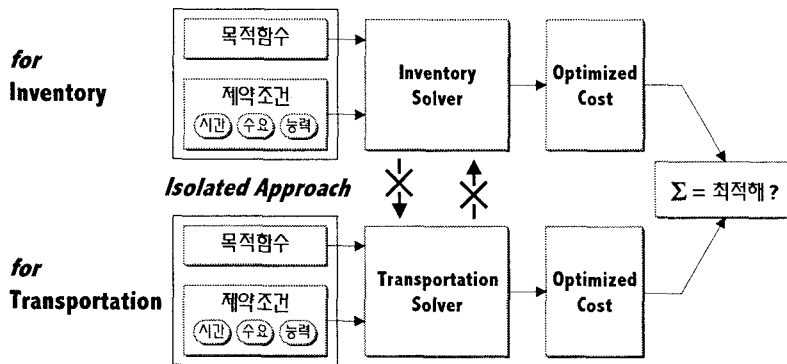 for
Inventory
목적함수
제약조건
시간 수요 능력
Inventory
Solver
Optimized
Cost
Isolated Approach
Σ = 최적해 ?
for
Transportation
목적함수
제약조건
시간 수요 능력
Transportation
Solver
Optimized
Cost